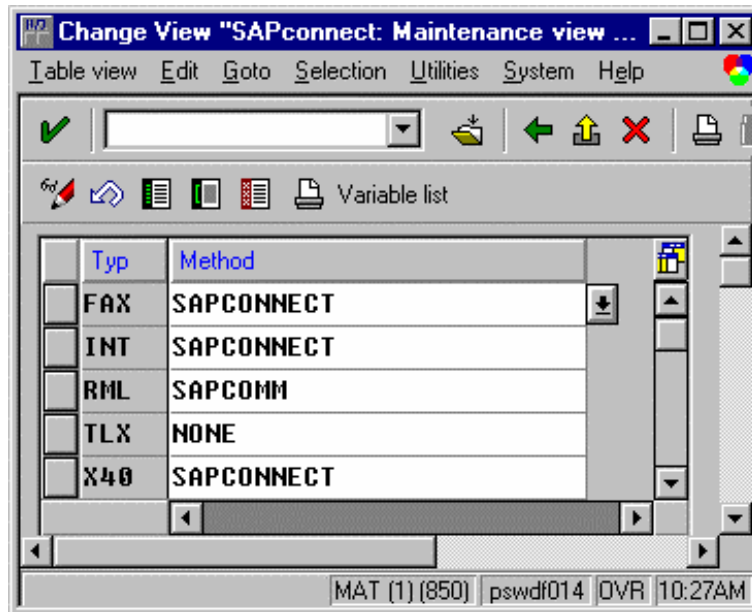 Change View "SAPconnect: Maintenance view ...
Table view Edit Goto Selection Utilities System Help
Variable list
Typ Method
FAX SAPCONNECT
INT SAPCONNECT
RML SAPCOMM
TLX NONE
X40 SAPCONNECT
MAT (1) (850) pswdf014 OVR 10:27AM